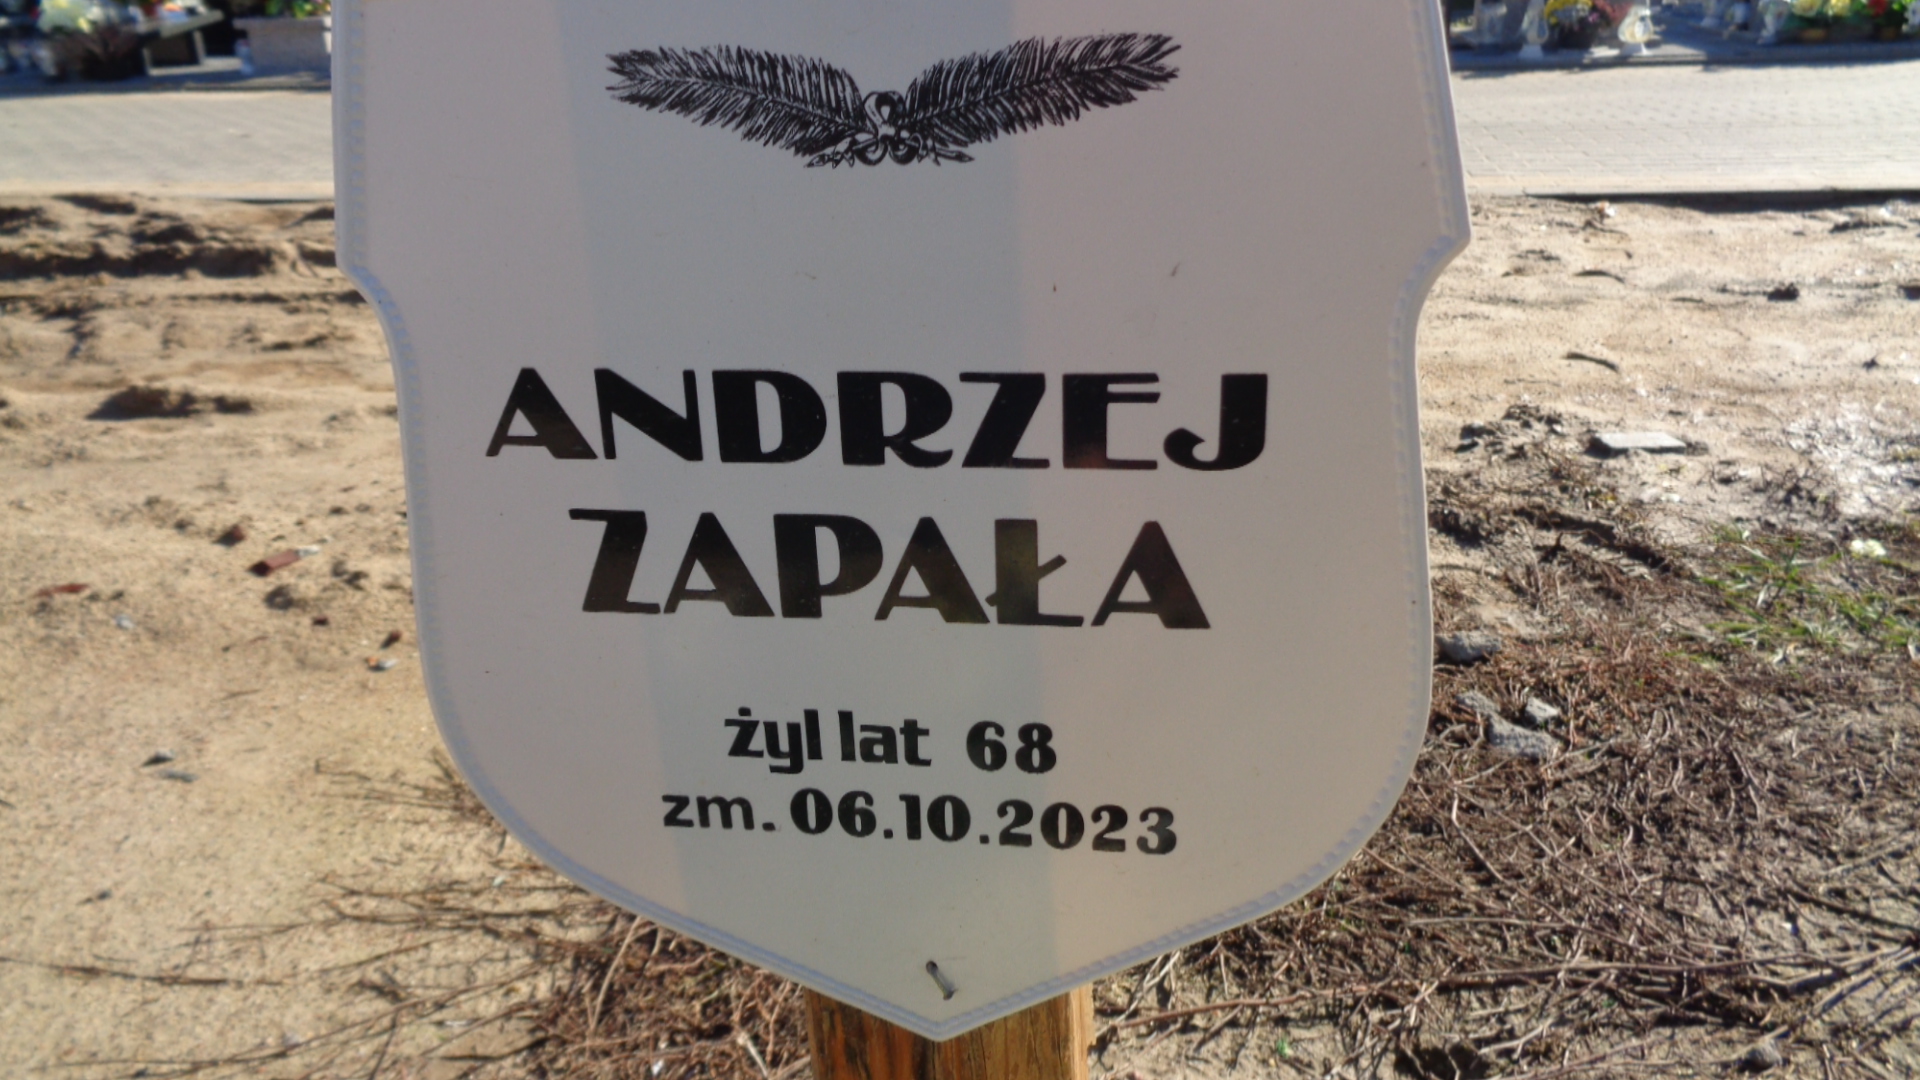 ANDRZEJ
ZAPAŁA
żyl lat 68
zm. 06.10.2023